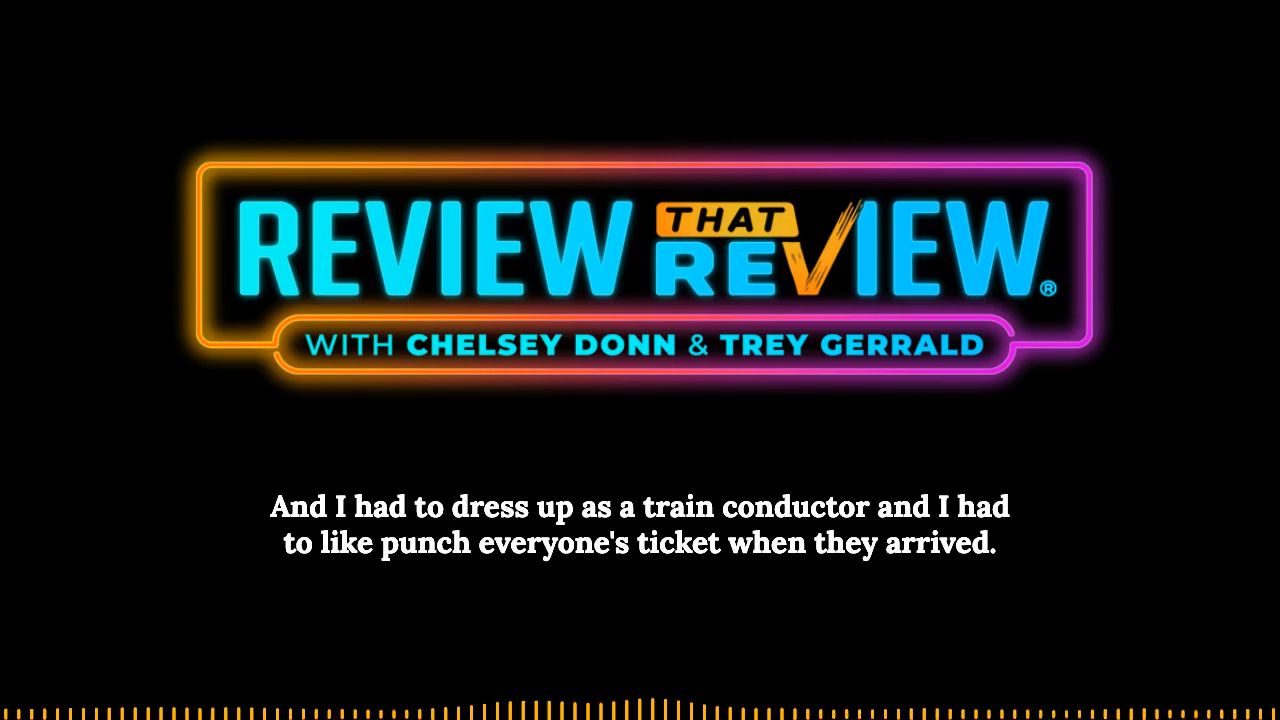 REVIEW THAT REVIEW®
WITH CHELSEY DONN & TREY GERRALD
And I had to dress up as a train conductor and I had
to like punch everyone's ticket when they arrived.